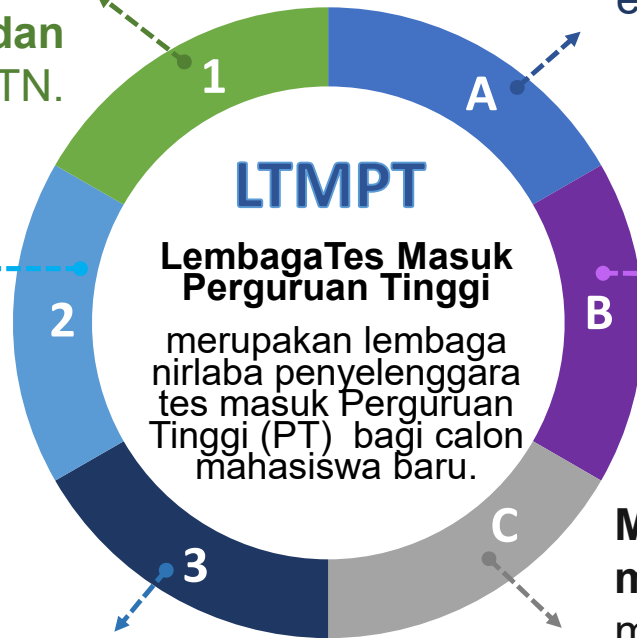 dan
TN.
1
A
LTMPT
LembagaTes Masuk
Perguruan Tinggi
2
B
merupakan lembaga
nirlaba penyelenggara
tes masuk Perguruan
Tinggi (PT)  bagi calon
mahasiswa baru.
C
3